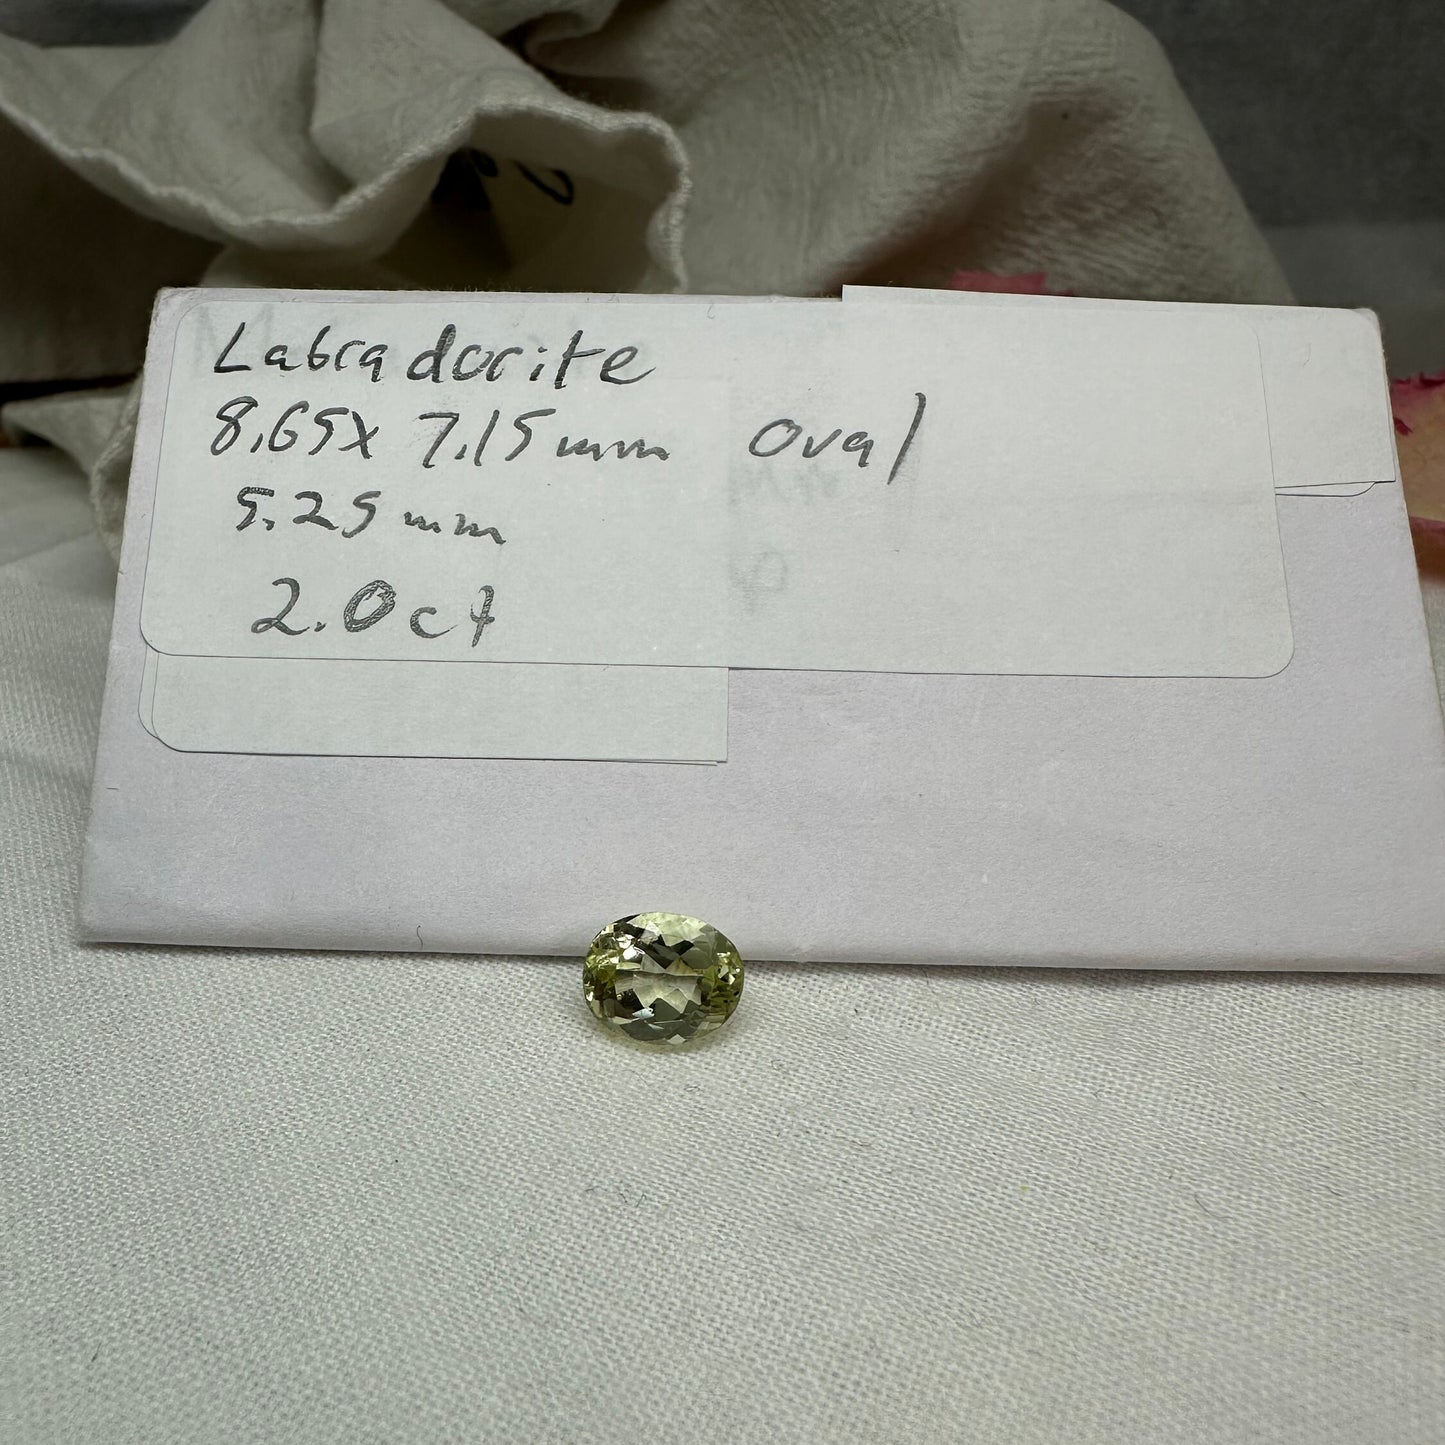 Labradorite
8.65x 7.15mm oval
5.25mm
2.0ct